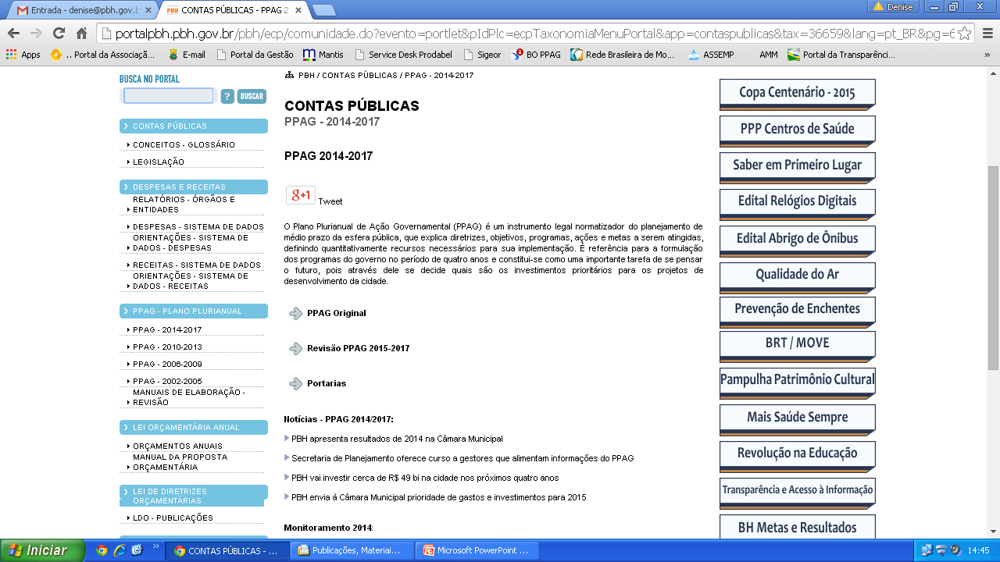 Entrada - denise@pbh.gov.b
PBH CONTAS PÚBLICAS - PPAG 2
Denise
portalpbh.pbh.gov.br/pbh/ecp/comunidade.do?evento=portlet&pIdPlc=ecpTaxonomiaMenuPortal&app=contaspublicas&tax=36659&lang=pt_BR&pg=
Apps
.. Portal da Associaç...
E-mail
Portal da Gestão
Mantis
Service Desk Prodabel
Sigeor
BO PPAG
Rede Brasileira de Mo...
ASSEMP
AMM
Portal da Transparênci...
»
BUSCA NO PORTAL
?
BUSCAR
CONTAS PÚBLICAS
CONCEITOS - GLOSSÁRIO
LEGISLAÇÃO
DESPESAS E RECEITAS
RELATÓRIOS - ÓRGÃOS E
ENTIDADES
DESPESAS - SISTEMA DE DADOS
ORIENTAÇÕES - SISTEMA DE
DADOS - DESPESAS
RECEITAS - SISTEMA DE DADOS
ORIENTAÇÕES - SISTEMA DE
DADOS - RECEITAS
PPAG - PLANO PLURIANUAL
PPAG - 2014-2017
PPAG - 2010-2013
PPAG - 2006-2009
PPAG - 2002-2005
MANUAIS DE ELABORAÇÃO -
REVISÃO
LEI ORÇAMENTÁRIA ANUAL
ORÇAMENTOS ANUAIS
MANUAL DA PROPOSTA
ORÇAMENTÁRIA
LEI DE DIRETRIZES
ORÇAMENTÁRIAS
LDO - PUBLICAÇÕES
PBH / CONTAS PÚBLICAS / PPAG - 2014-2017
CONTAS PÚBLICAS
PPAG - 2014-2017
PPAG 2014-2017
g+1
Tweet
O Plano Plurianual de Ação Governamental (PPAG) é um instrumento legal normatizador do planejamento de
médio prazo da esfera pública, que explica diretrizes, objetivos, programas, ações e metas a serem atingidas,
definindo quantitativamente recursos necessários para sua implementação. É referência para a formulação
dos programas do governo no período de quatro anos e constitui-se como uma importante tarefa de se pensar
o futuro, pois através dele se decide quais são os investimentos prioritários para os projetos de
desenvolvimento da cidade.
PPAG Original
Revisão PPAG 2015-2017
Portarias
Notícias - PPAG 2014/2017:
PBH apresenta resultados de 2014 na Câmara Municipal
Secretaria de Planejamento oferece curso a gestores que alimentam informações do PPAG
PBH vai investir cerca de R$ 49 bi na cidade nos próximos quatro anos
PBH envia à Câmara Municipal prioridade de gastos e investimentos para 2015
Monitoramento 2014:
Copa Centenário - 2015
PPP Centros de Saúde
Saber em Primeiro Lugar
Edital Relógios Digitais
Edital Abrigo de Ônibus
Qualidade do Ar
Prevenção de Enchentes
BRT / MOVE
Pampulha Patrimônio Cultural
Mais Saúde Sempre
Revolução na Educação
Transparência e Acesso à Informação
BH Metas e Resultados
Iniciar
»
CONTAS PÚBLICAS - ...
Publicações, Materiai...
Microsoft PowerPoint ...
14:45